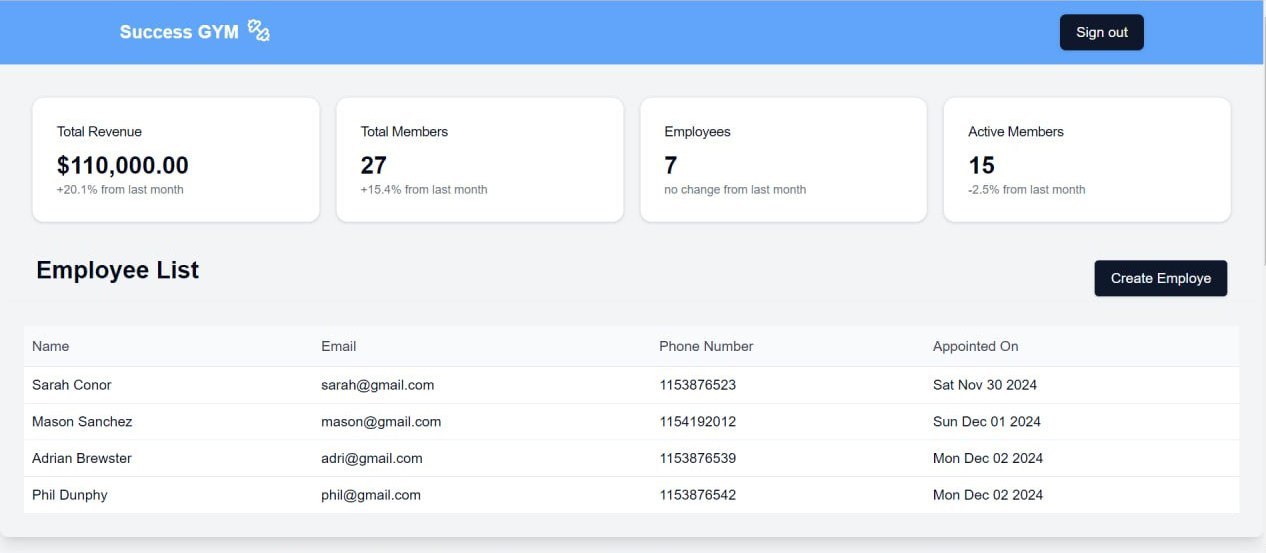 Success GYM
Sign out
Total Revenue
$110,000.00
+20.1% from last month
Total Members
27
+15.4% from last month
Employees
7
no change from last month
Active Members
15
-2.5% from last month
Employee List
Create Employe
Name Email Phone Number Appointed On
Sarah Conor sarah@gmail.com 1153876523 Sat Nov 30 2024
Mason Sanchez mason@gmail.com 1154192012 Sun Dec 01 2024
Adrian Brewster adri@gmail.com 1153876539 Mon Dec 02 2024
Phil Dunphy phil@gmail.com 1153876542 Mon Dec 02 2024